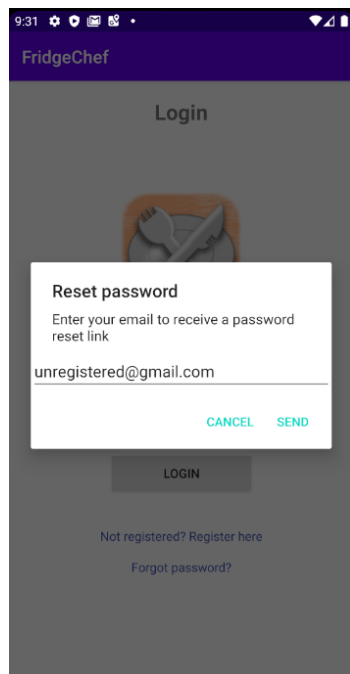 9:31
FridgeChef
Login
Reset password
Enter your email to receive a password
reset link
unregistered@gmail.com
CANCEL SEND
LOGIN
Not registered? Register here
Forgot password?